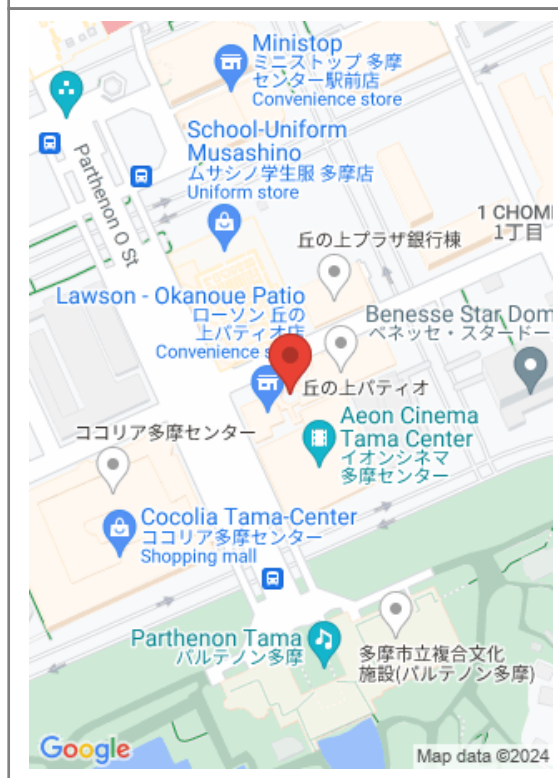 Ministop
ミニストップ 多摩
センター駅前店
Convenience store
School-Uniform
Musashino
ムサシノ学生服 多摩店
Uniform store
Parthenon O St
1 CHOM
1丁目
丘の上プラザ銀行棟
Lawson - Okanoue Patio
ローソン 丘の
上パティオ店
Convenience s
Benesse Star Dom
ベネッセ・スタードー
丘の上パティオ
Aeon Cinema
Tama Center
イオンシネマ
多摩センター
ココリア多摩センター
Cocolia Tama-Center
ココリア多摩センター
Shopping mall
Parthenon Tama
パルテノン多摩
多摩市立複合文化
施設(パルテノン多摩)
Google
Map data ©2024